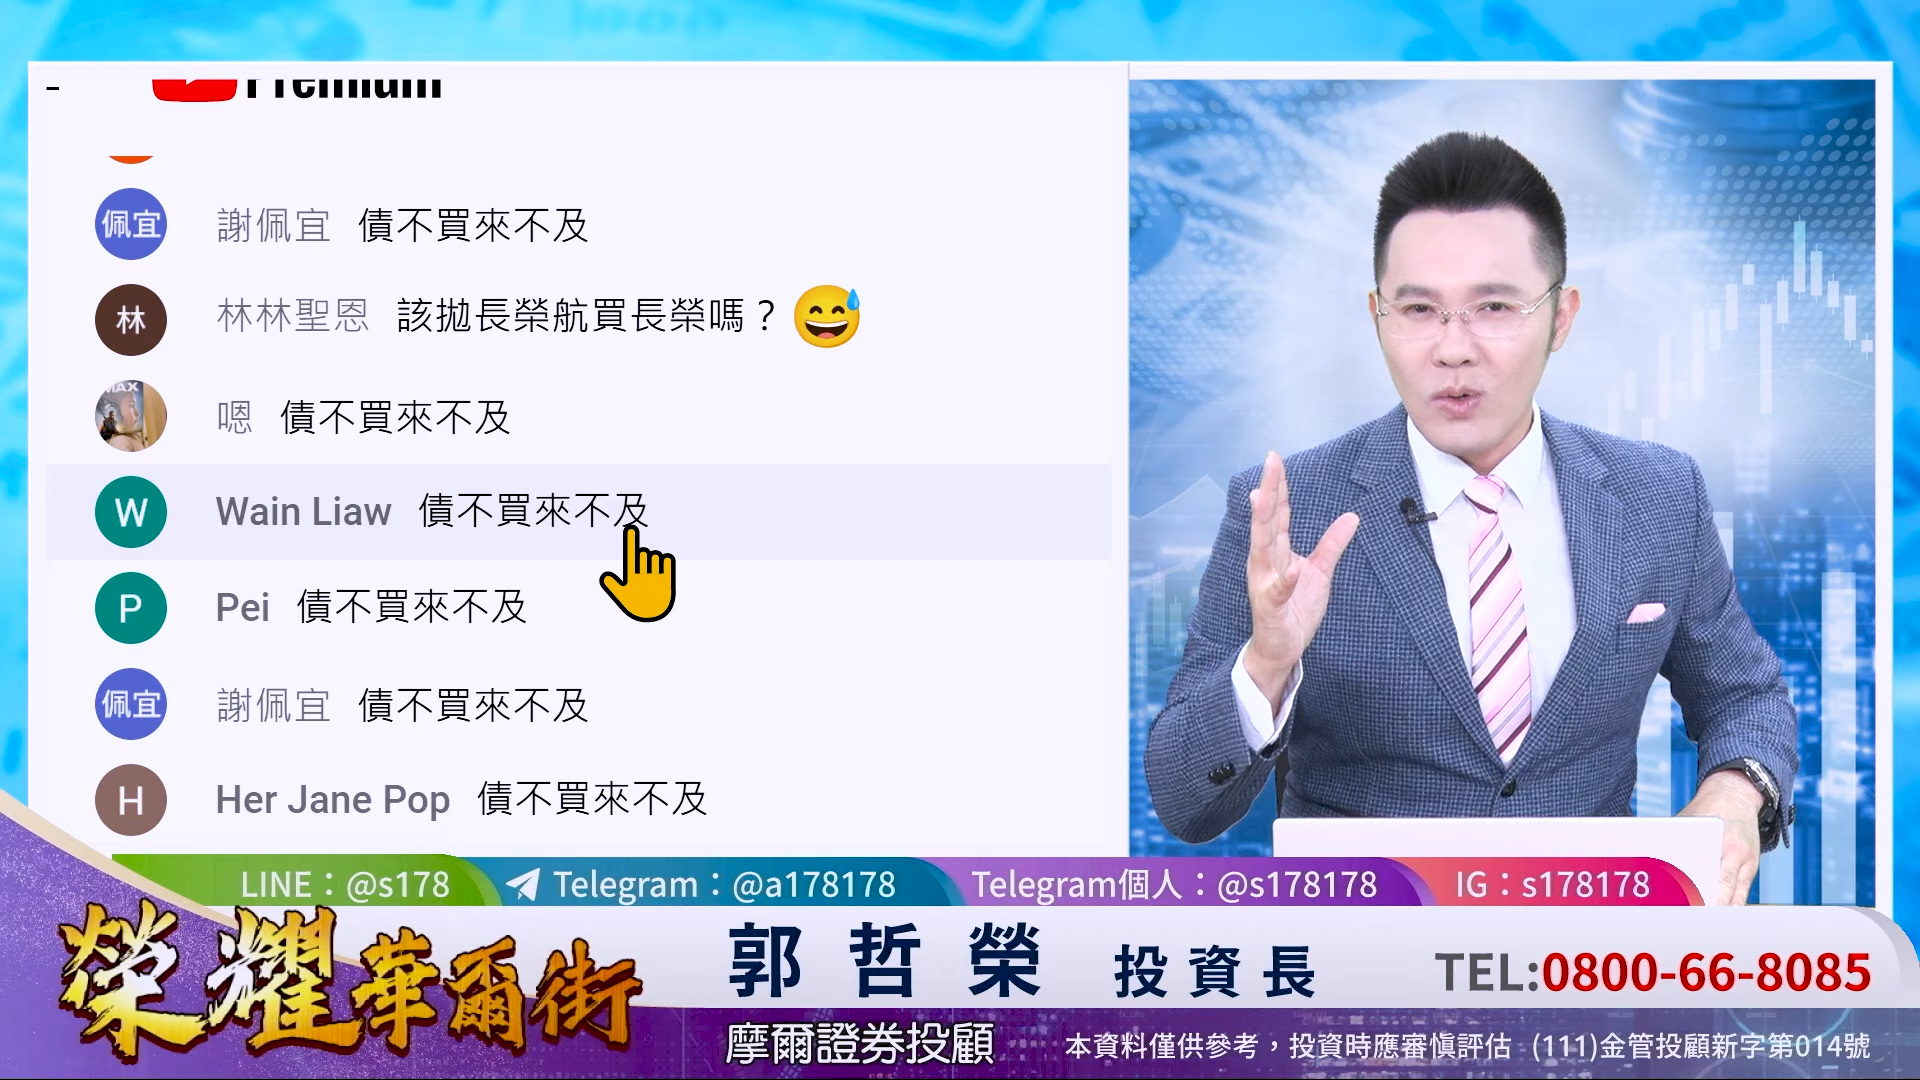 Premium
佩宜 謝佩宜 債不買來不及
林 林林聖恩 該拋長榮航買長榮嗎？
嗯 債不買來不及
W Wain Liaw 債不買來不及
P Pei 債不買來不及
佩宜 謝佩宜 債不買來不及
H Her Jane Pop 債不買來不及
LINE：@s178 Telegram：@a178178 Telegram個人：@s178178 IG：s178178
榮耀華爾街
郭哲榮 投資長 TEL:0800-66-8085
摩爾證券投顧 本資料僅供參考，投資時應審慎評估 (111)金管投顧新字第014號